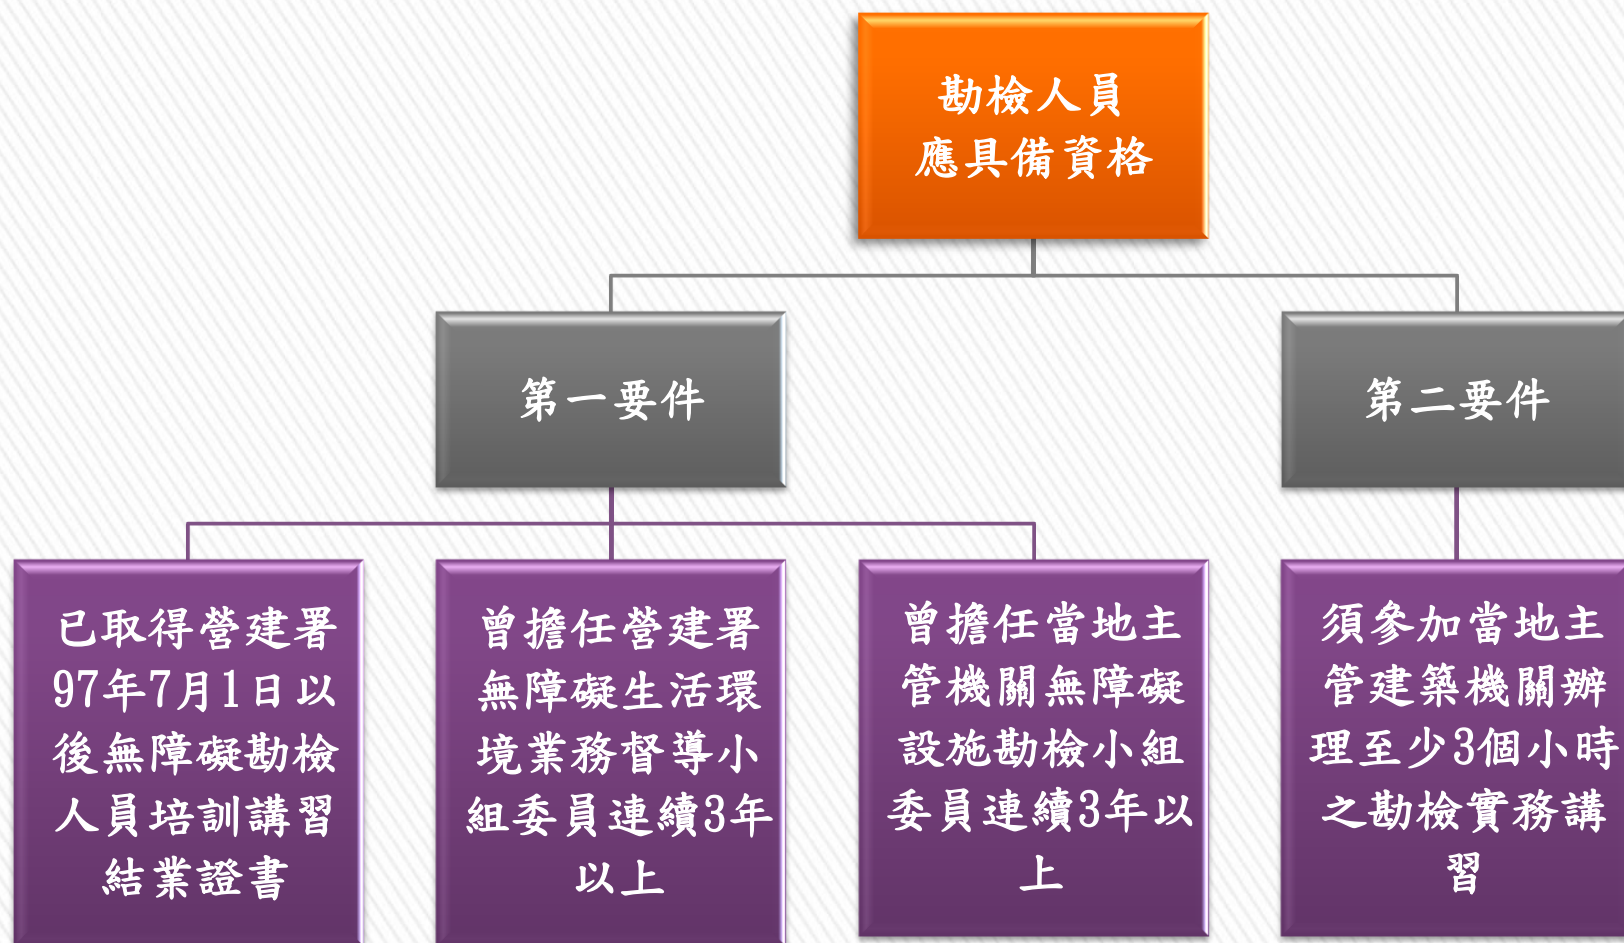 勘檢人員
應具備資格
第一要件
第二要件
已取得營建署
97年7月1日以
後無障礙勘檢
人員培訓講習
結業證書
曾擔任營建署
無障礙生活環
境業務督導小
組委員連續3年
以上
曾擔任當地主
管機關無障礙
設施勘檢小組
委員連續3年以
上
須參加當地主
管建築機關辦
理至少3個小時
之勘檢實務講
習